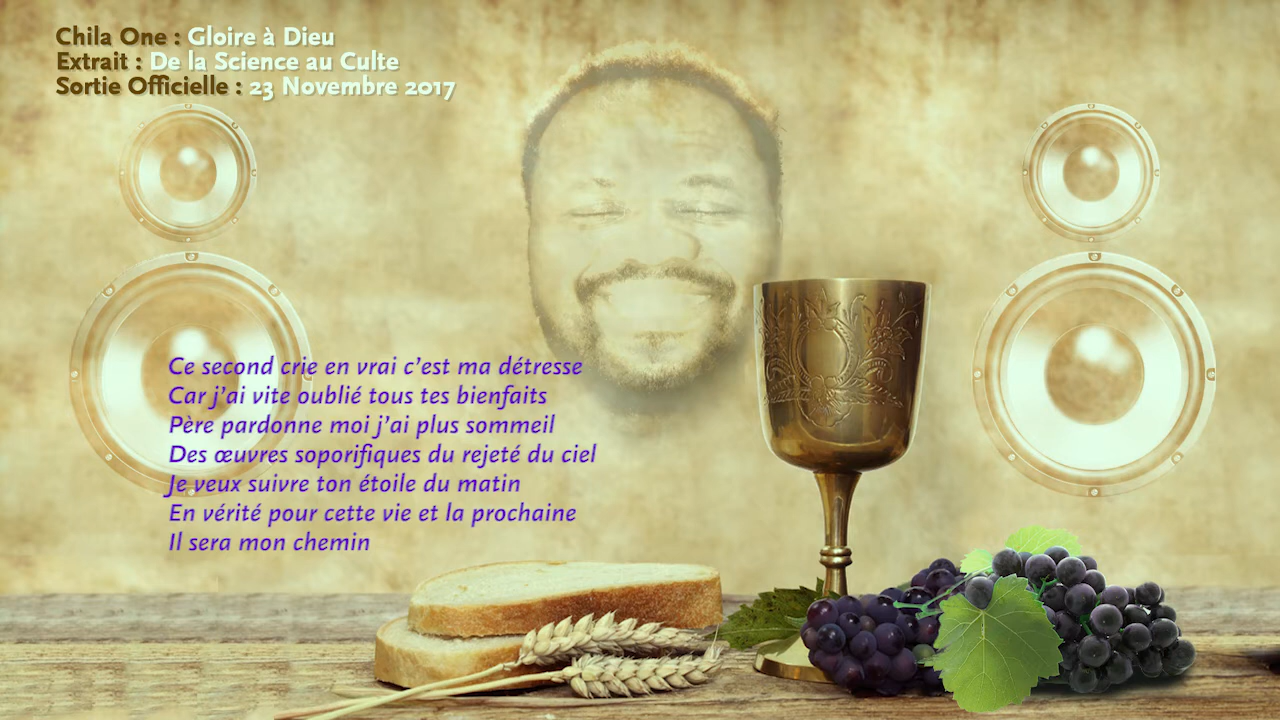 Chila One : Gloire à Dieu
Extrait : De la Science au Culte
Sortie Officielle : 23 Novembre 2017
Ce second crie en vrai c’est ma détresse
Car j’ai vite oublié tous tes bienfaits
Père pardonne moi j’ai plus sommeil
Des œuvres soporifiques du rejeté du ciel
Je veux suivre ton étoile du matin
En vérité pour cette vie et la prochaine
Il sera mon chemin